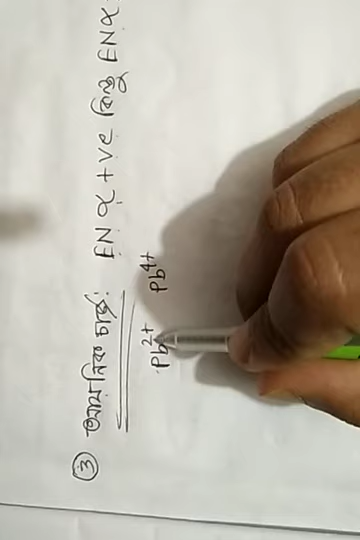 ③ আয়নিক চার্জ: EN ∝ +ve কিন্তু EN ∝
Pb²⁺ Pb⁴⁺